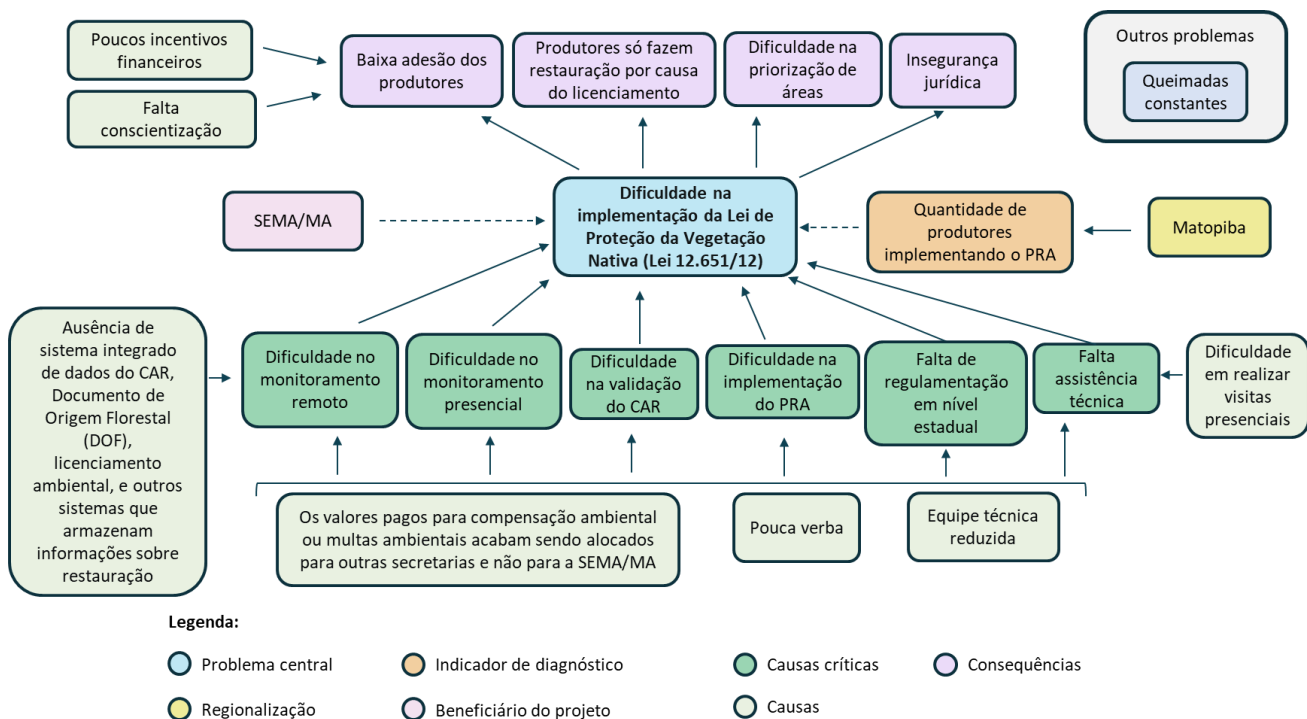 Poucos incentivos
financeiros
Falta
conscientização
Baixa adesão dos
produtores
Produtores só fazem
restauração por causa
do licenciamento
Dificuldade na
priorização de
áreas
Insegurança
jurídica
Outros problemas
Queimadas
constantes
SEMA/MA
Dificuldade na
implementação da Lei de
Proteção da Vegetação
Nativa (Lei 12.651/12)
Quantidade de
produtores
implementando o PRA
Matopiba
Ausência de
sistema integrado
de dados do CAR,
Documento de
Origem Florestal
(DOF),
licenciamento
ambiental, e outros
sistemas que
armazenam
informações sobre
restauração
Dificuldade no
monitoramento
remoto
Dificuldade no
monitoramento
presencial
Dificuldade
na validação
do CAR
Dificuldade na
implementação
do PRA
Falta de
regulamentação
em nível
estadual
Falta
assistência
técnica
Dificuldade
em realizar
visitas
presenciais
Os valores pagos para compensação ambiental
ou multas ambientais acabam sendo alocados
para outras secretarias e não para a SEMA/MA
Pouca verba
Equipe técnica
reduzida
Legenda:
Problema central
Indicador de diagnóstico
Causas críticas
Consequências
Regionalização
Beneficiário do projeto
Causas